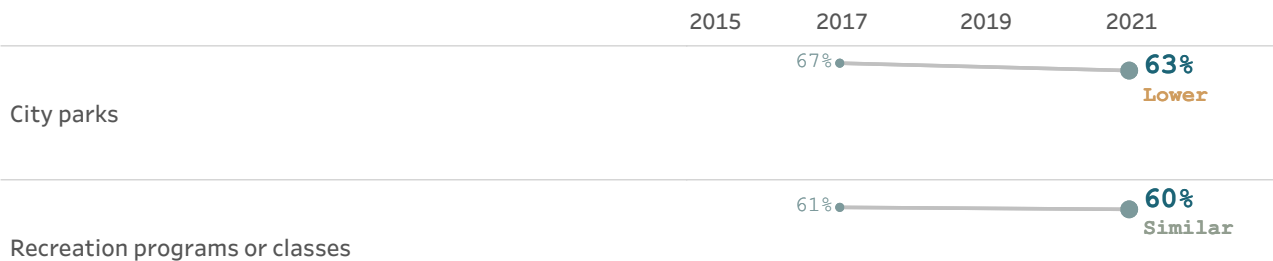 2015 2017 2019 2021
67% 63%
Lower
City parks
61% 60%
Similar
Recreation programs or classes